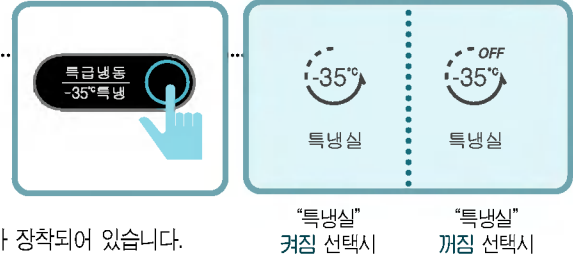 특급냉동
-35℃특냉
-35℃
특냉실
OFF
-35℃
특냉실
장착되어 있습니다.
“특냉실”
켜짐 선택시
“특냉실”
꺼짐 선택시